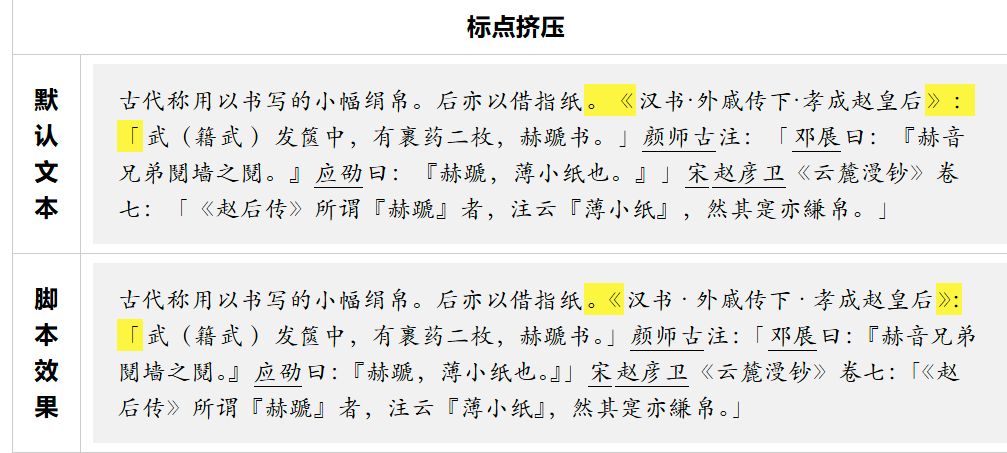 标点挤压
默认文本
古代称用以书写的小幅绢帛。后亦以借指纸。《汉书·外戚传下·孝成赵皇后》：
「武（籍武）发箧中，有裹药二枚，赫蹏书。」颜师古注：「邓展曰：『赫音
兄弟䦧墙之䦧。』应劭曰：『赫蹏，薄小纸也。』」宋赵彦卫《云麓漫钞》卷
七：「《赵后传》所谓『赫蹏』者，注云『薄小纸』，然其寔亦縑帛。」
脚本效果
古代称用以书写的小幅绢帛。后亦以借指纸。《汉书·外戚传下·孝成赵皇后》：
「武（籍武）发箧中，有裹药二枚，赫蹏书。」颜师古注：「邓展曰：『赫音兄弟
䦧墙之䦧。』应劭曰：『赫蹏，薄小纸也。』」宋赵彦卫《云麓漫钞》卷七：「《赵
后传》所谓『赫蹏』者，注云『薄小纸』，然其寔亦縑帛。」